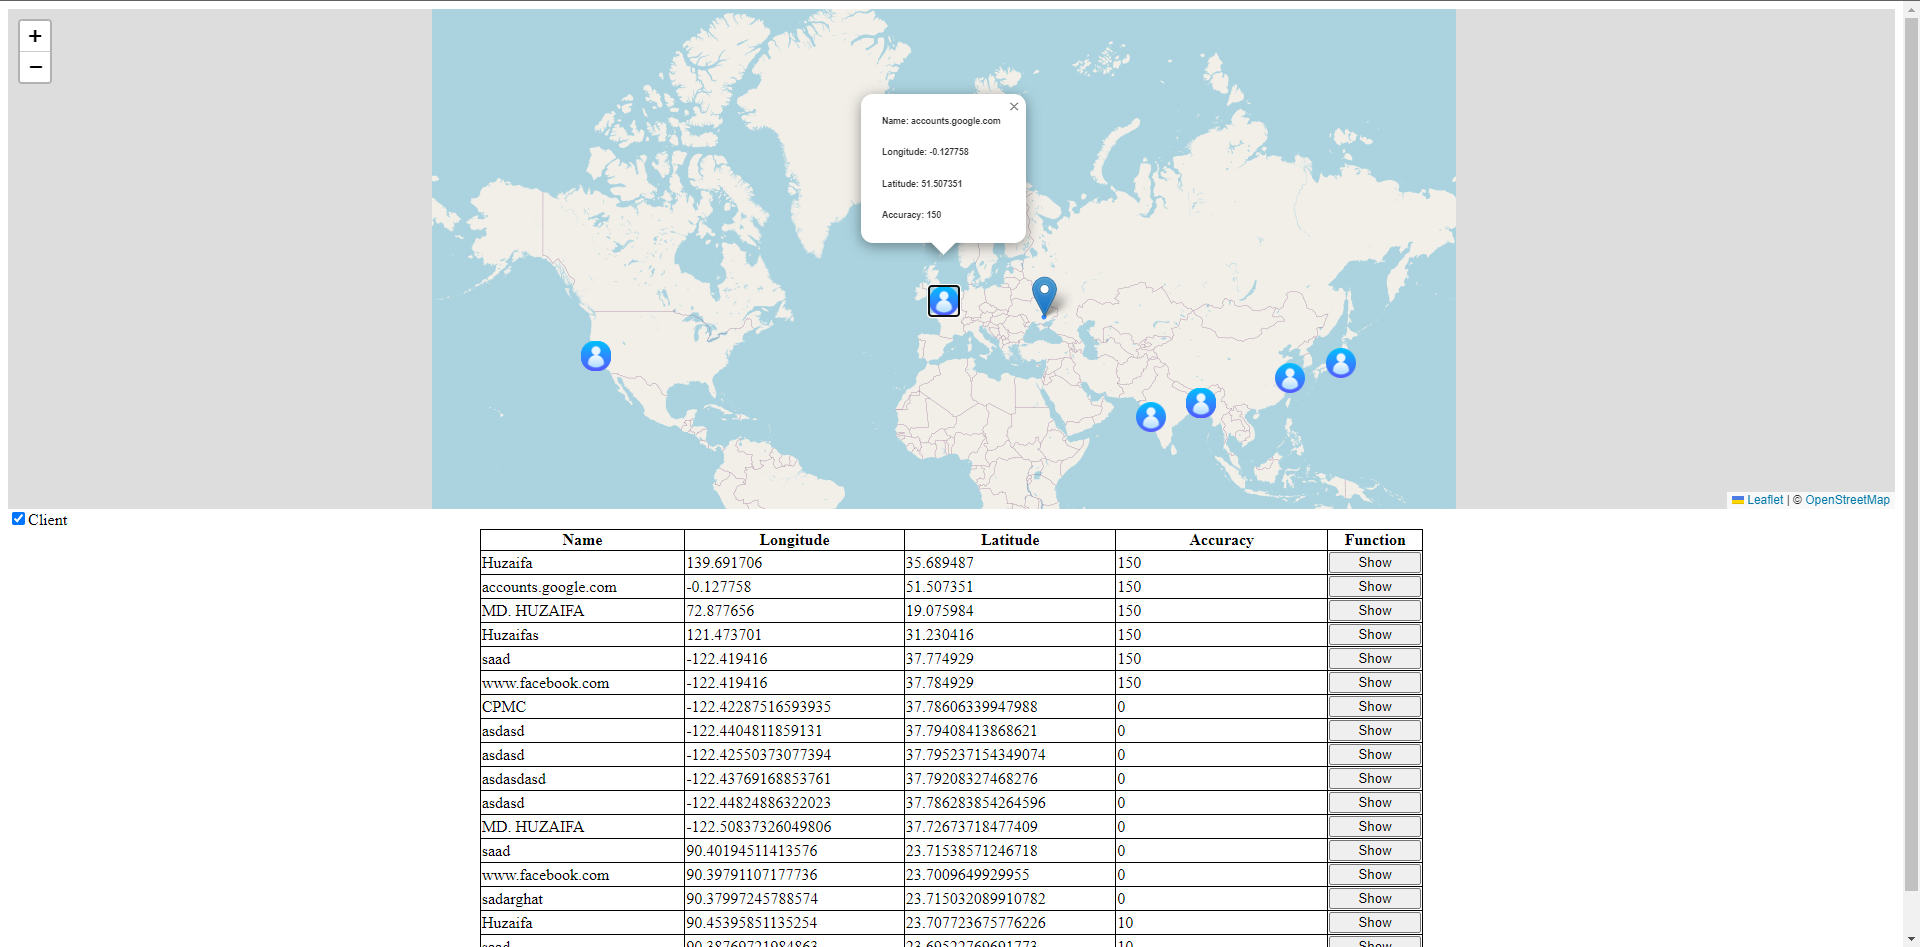 +
−
×
Name: accounts.google.com
Longitude: -0.127758
Latitude: 51.507351
Accuracy: 150
Leaflet | © OpenStreetMap
Client
Name Longitude Latitude Accuracy Function
Huzaifa 139.691706 35.689487 150 Show
accounts.google.com -0.127758 51.507351 150 Show
MD. HUZAIFA 72.877656 19.075984 150 Show
Huzaifas 121.473701 31.230416 150 Show
saad -122.419416 37.774929 150 Show
www.facebook.com -122.419416 37.784929 150 Show
CPMC -122.42287516593935 37.78606339947988 0 Show
asdasd -122.4404811859131 37.79408413868621 0 Show
asdasd -122.42550373077394 37.795237154349074 0 Show
asdasdasd -122.43769168853761 37.79208327468276 0 Show
asdasd -122.44824886322023 37.786283854264596 0 Show
MD. HUZAIFA -122.50837326049806 37.72673718477409 0 Show
saad 90.40194511413576 23.71538571246718 0 Show
www.facebook.com 90.39791107177736 23.7009649929955 0 Show
sadarghat 90.37997245788574 23.715032089910782 0 Show
Huzaifa 90.45395851135254 23.707723675776226 10 Show
saad 90.38769721984863 23.69522769691773 10 Show